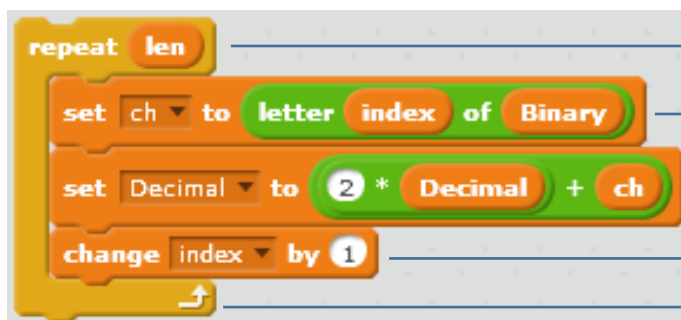 repeat len
set ch to letter index of Binary
set Decimal to 2 * Decimal + ch
change index by 1